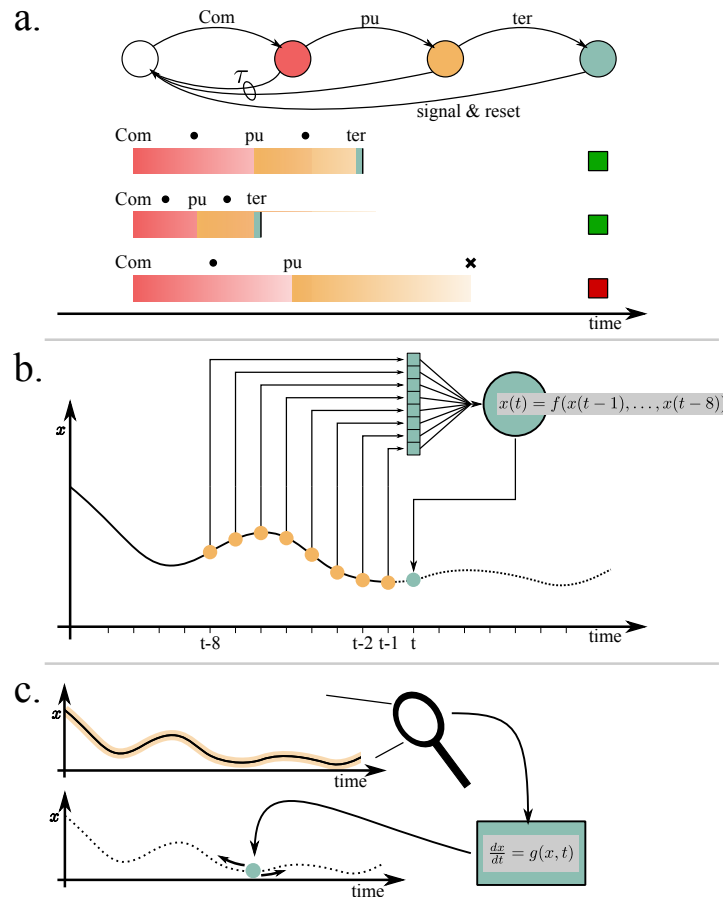 a.
Com pu ter
τ
signal & reset
Com • pu • ter
Com • pu • ter
Com • pu ×
time
b.
x(t) = f(x(t−1), . . . , x(t−8))
x
t-8 t-2 t-1 t time
c.
x
time
x
dx/dt = g(x, t)
time